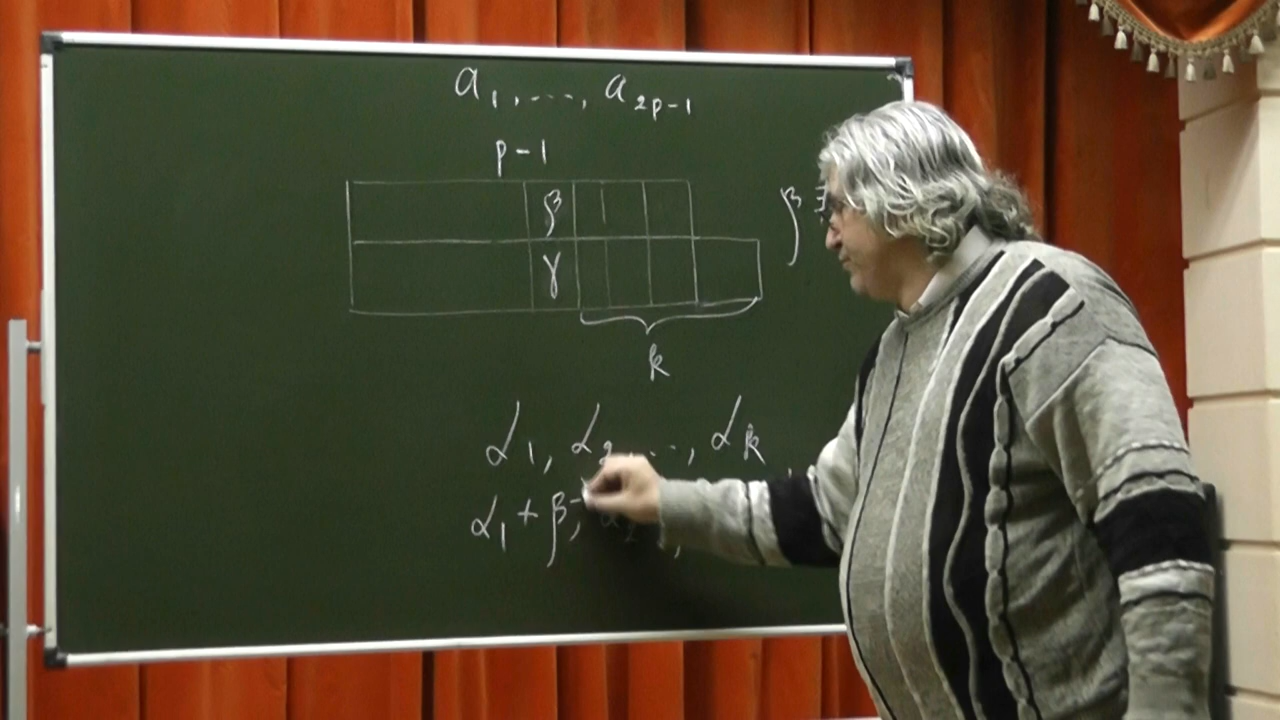 a₁, ..., a₂ₚ₋₁
p-1
β
β
γ
k
α₁, α₂ ..., αₖ
α₁ + β-